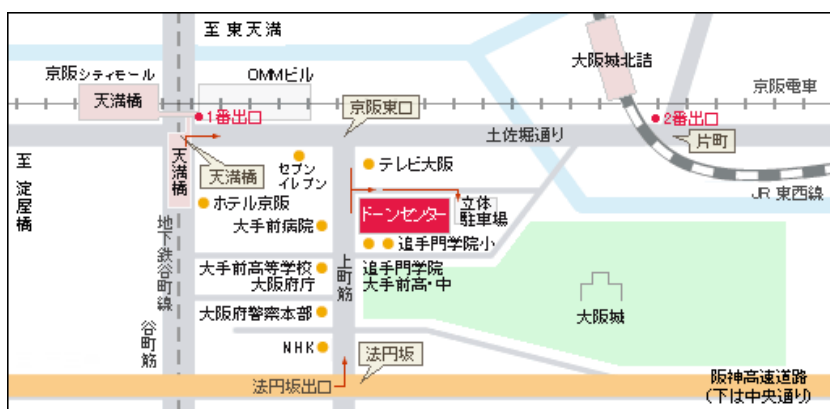 至 東天満
京阪シティモール
OMMビル
大阪城北詰
天満橋
京阪電車
1番出口
京阪東口
2番出口
土佐堀通り
片町
至 淀屋橋
天満橋
天満橋
セブン
イレブン
テレビ大阪
JR 東西線
ホテル京阪
ドーンセンター
立体
駐車場
大手前病院
追手門学院小
地下鉄谷町線
大手前高等学校
大阪府庁
上町筋
追手門学院
大手前高・中
大阪府警察本部
大阪城
谷町筋
NHK
法円坂
法円坂出口
阪神高速道路
(下は中央通り)